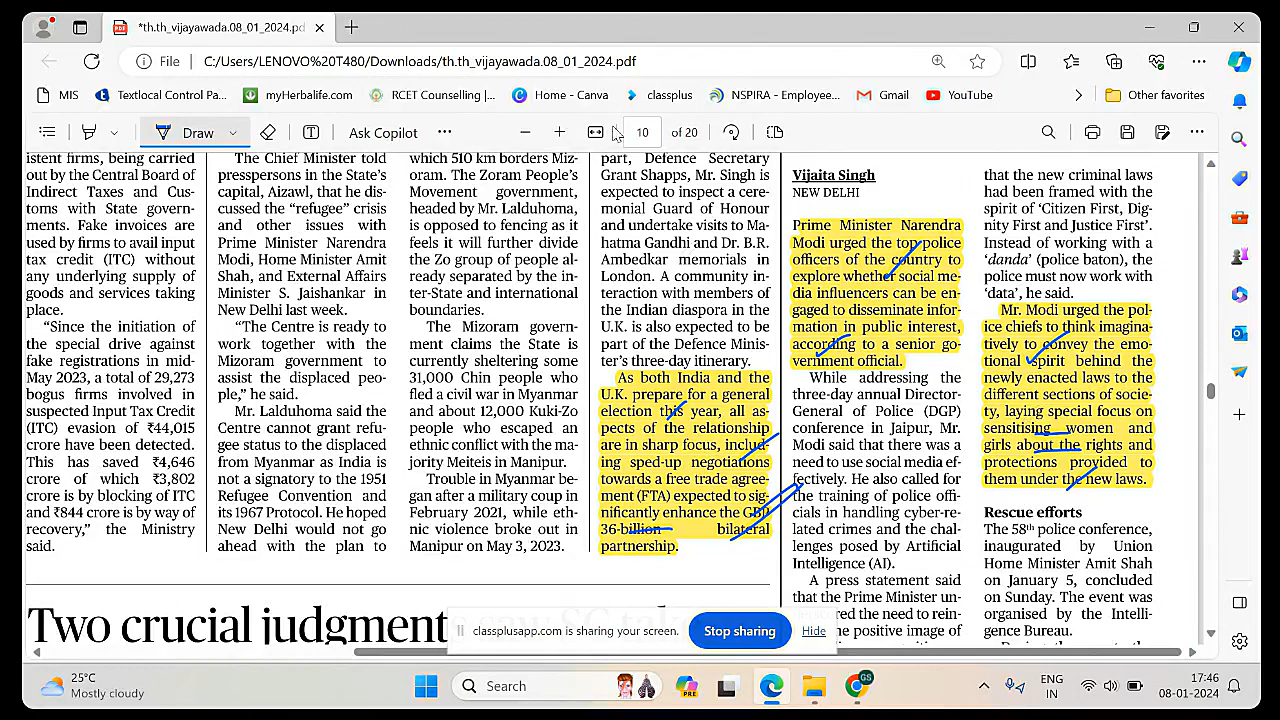 *th.th_vijayawada.08_01_2024.pd
File
C:/Users/LENOVO%20T480/Downloads/th.th_vijayawada.08_01_2024.pdf
MIS
Textlocal Control Pa...
myHerbalife.com
RCET Counselling |...
Home - Canva
classplus
NSPIRA - Employee...
Gmail
YouTube
Other favorites
Draw
Ask Copilot
10
of 20
istent firms, being carried
out by the Central Board of
Indirect Taxes and Cus-
toms with State govern-
ments. Fake invoices are
used by firms to avail input
tax credit (ITC) without
any underlying supply of
goods and services taking
place.
“Since the initiation of
the special drive against
fake registrations in mid-
May 2023, a total of 29,273
bogus firms involved in
suspected Input Tax Credit
(ITC) evasion of ₹44,015
crore have been detected.
This has saved ₹4,646
crore of which ₹3,802
crore is by blocking of ITC
and ₹844 crore is by way of
recovery,” the Ministry
said.
The Chief Minister told
presspersons in the State's
capital, Aizawl, that he dis-
cussed the “refugee” crisis
and other issues with
Prime Minister Narendra
Modi, Home Minister Amit
Shah, and External Affairs
Minister S. Jaishankar in
New Delhi last week.
“The Centre is ready to
work together with the
Mizoram government to
assist the displaced peo-
ple,” he said.
Mr. Lalduhoma said the
Centre cannot grant refu-
gee status to the displaced
from Myanmar as India is
not a signatory to the 1951
Refugee Convention and
its 1967 Protocol. He hoped
New Delhi would not go
ahead with the plan to
which 510 km borders Miz-
oram. The Zoram People's
Movement government,
headed by Mr. Lalduhoma,
is opposed to fencing as it
feels it will further divide
the Zo group of people al-
ready separated by the in-
ter-State and international
boundaries.
The Mizoram govern-
ment claims the State is
currently sheltering some
31,000 Chin people who
fled a civil war in Myanmar
and about 12,000 Kuki-Zo
people who escaped an
ethnic conflict with the ma-
jority Meiteis in Manipur.
Trouble in Myanmar be-
gan after a military coup in
February 2021, while eth-
nic violence broke out in
Manipur on May 3, 2023.
part, Defence Secretary
Grant Shapps, Mr. Singh is
expected to inspect a cere-
monial Guard of Honour
and undertake visits to Ma-
hatma Gandhi and Dr. B.R.
Ambedkar memorials in
London. A community in-
teraction with members of
the Indian diaspora in the
U.K. is also expected to be
part of the Defence Minis-
ter's three-day itinerary.
As both India and the
U.K. prepare for a general
election this year, all as-
pects of the relationship
are in sharp focus, includ-
ing sped-up negotiations
towards a free trade agree-
ment (FTA) expected to sig-
nificantly enhance the GBP
36-billion bilateral
partnership.
Vijaita Singh
NEW DELHI
Prime Minister Narendra
Modi urged the top police
officers of the country to
explore whether social me-
dia influencers can be en-
gaged to disseminate infor-
mation in public interest,
according to a senior go-
vernment official.
While addressing the
three-day annual Director-
General of Police (DGP)
conference in Jaipur, Mr.
Modi said that there was a
need to use social media ef-
fectively. He also called for
the training of police offi-
cials in handling cyber-re-
lated crimes and the chal-
lenges posed by Artificial
Intelligence (AI).
A press statement said
that the Prime Minister un-
the need to rein-
he positive image of
that the new criminal laws
had been framed with the
spirit of ‘Citizen First, Dig-
nity First and Justice First’.
Instead of working with a
‘danda’ (police baton), the
police must now work with
‘data’, he said.
Mr. Modi urged the pol-
ice chiefs to think imagina-
tively to convey the emo-
tional spirit behind the
newly enacted laws to the
different sections of socie-
ty, laying special focus on
sensitising women and
girls about the rights and
protections provided to
them under the new laws.
Rescue efforts
The 58th police conference,
inaugurated by Union
Home Minister Amit Shah
on January 5, concluded
on Sunday. The event was
organised by the Intelli-
gence Bureau.
Two crucial judgment
classplusapp.com is sharing your screen.
Stop sharing
Hide
25°C
Mostly cloudy
Search
PRE
GS
ENG
IN
17:46
08-01-2024